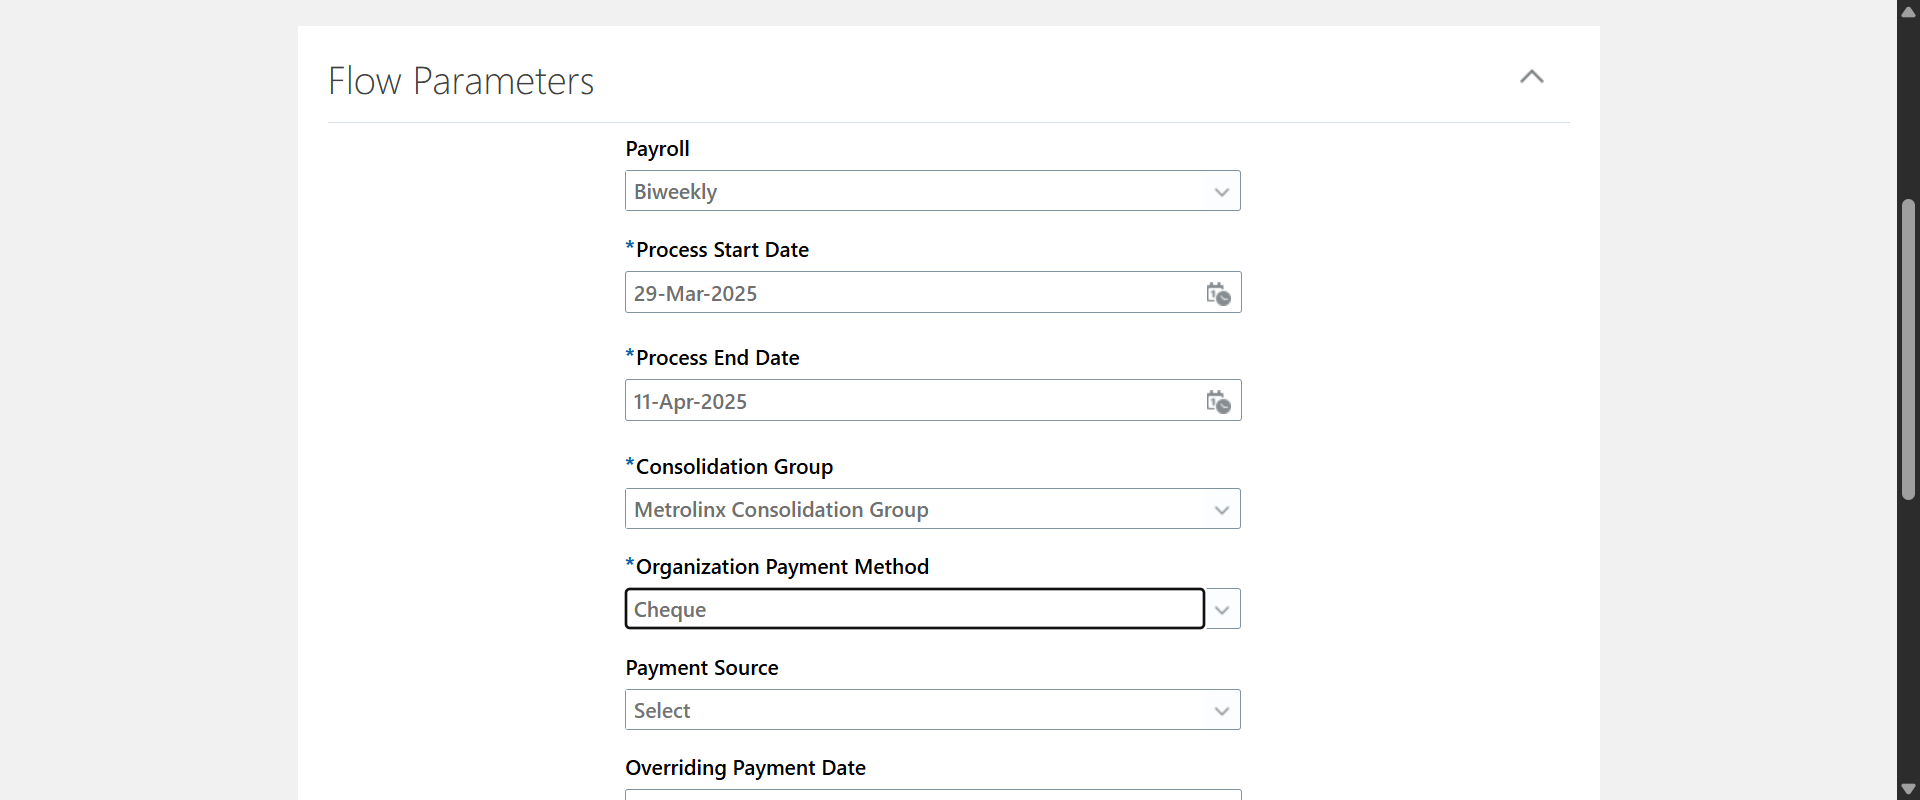 Flow Parameters
Payroll
Biweekly
*Process Start Date
29-Mar-2025
*Process End Date
11-Apr-2025
*Consolidation Group
Metrolinx Consolidation Group
*Organization Payment Method
Cheque
Payment Source
Select
Overriding Payment Date